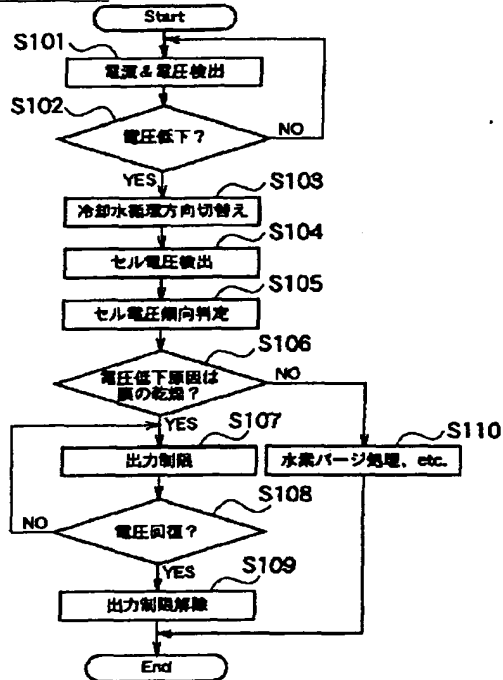 Start
S101
電流&電圧検出
S102
電圧低下?
NO
YES
S103
冷却水循環方向切替え
S104
セル電圧検出
S105
セル電圧傾向判定
S106
電圧低下原因は
膜の乾燥?
NO
YES
S107
出力制限
S110
水素パージ処理、etc.
S108
電圧回復?
NO
YES
S109
出力制限解除
End